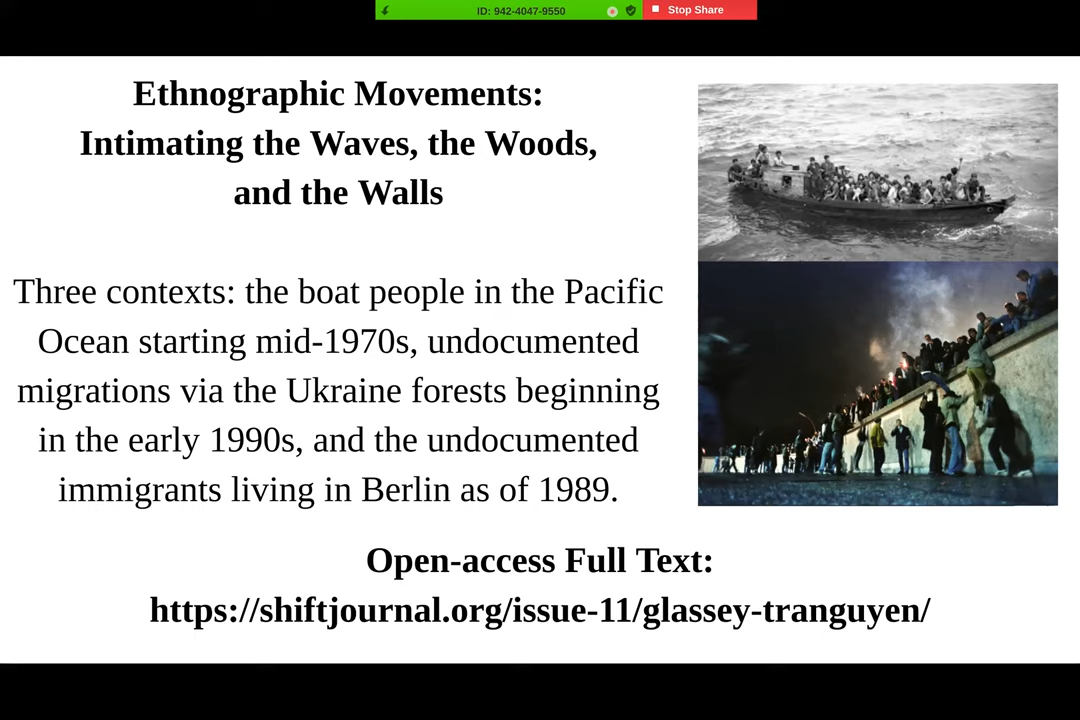 ID: 942-4047-9550
Stop Share
Ethnographic Movements:
Intimating the Waves, the Woods,
and the Walls
Three contexts: the boat people in the Pacific
Ocean starting mid-1970s, undocumented
migrations via the Ukraine forests beginning
in the early 1990s, and the undocumented
immigrants living in Berlin as of 1989.
Open-access Full Text:
https://shiftjournal.org/issue-11/glassey-tranguyen/